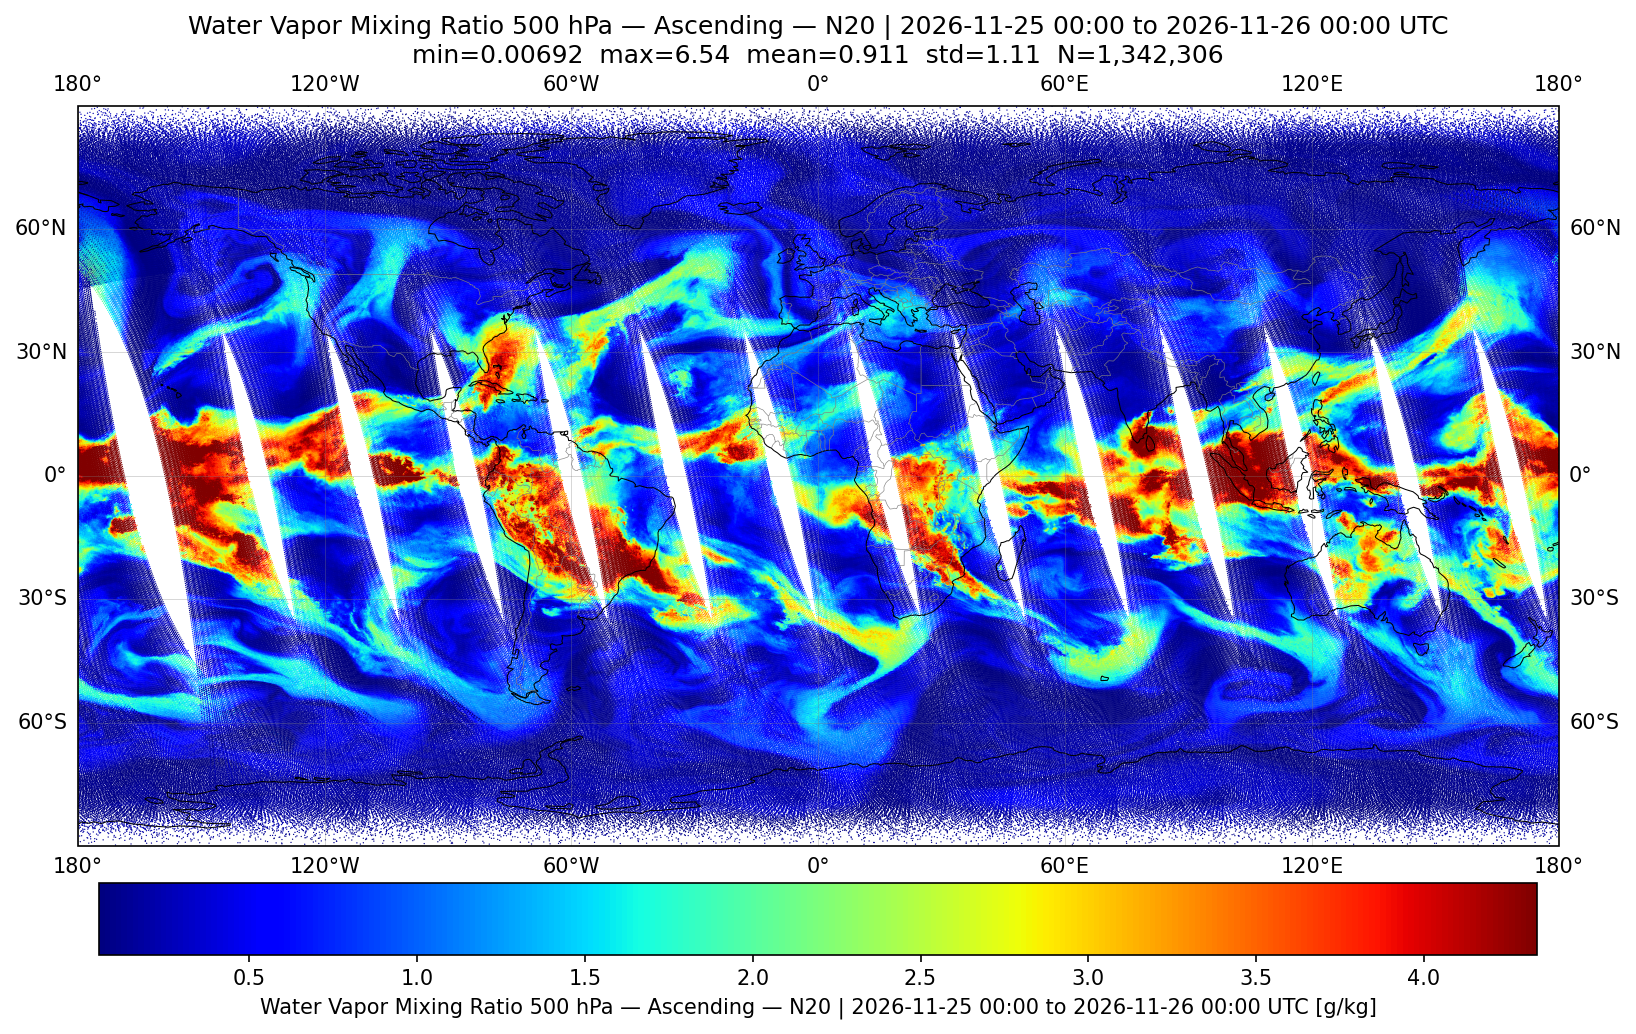 Water Vapor Mixing Ratio 500 hPa — Ascending — N20 | 2026-11-25 00:00 to 2026-11-26 00:00 UTC
min=0.00692  max=6.54  mean=0.911  std=1.11  N=1,342,306
180° 120°W 60°W 0° 60°E 120°E 180°
60°N 60°N
30°N 30°N
0° 0°
30°S 30°S
60°S 60°S
180° 120°W 60°W 0° 60°E 120°E 180°
0.5 1.0 1.5 2.0 2.5 3.0 3.5 4.0
Water Vapor Mixing Ratio 500 hPa — Ascending — N20 | 2026-11-25 00:00 to 2026-11-26 00:00 UTC [g/kg]